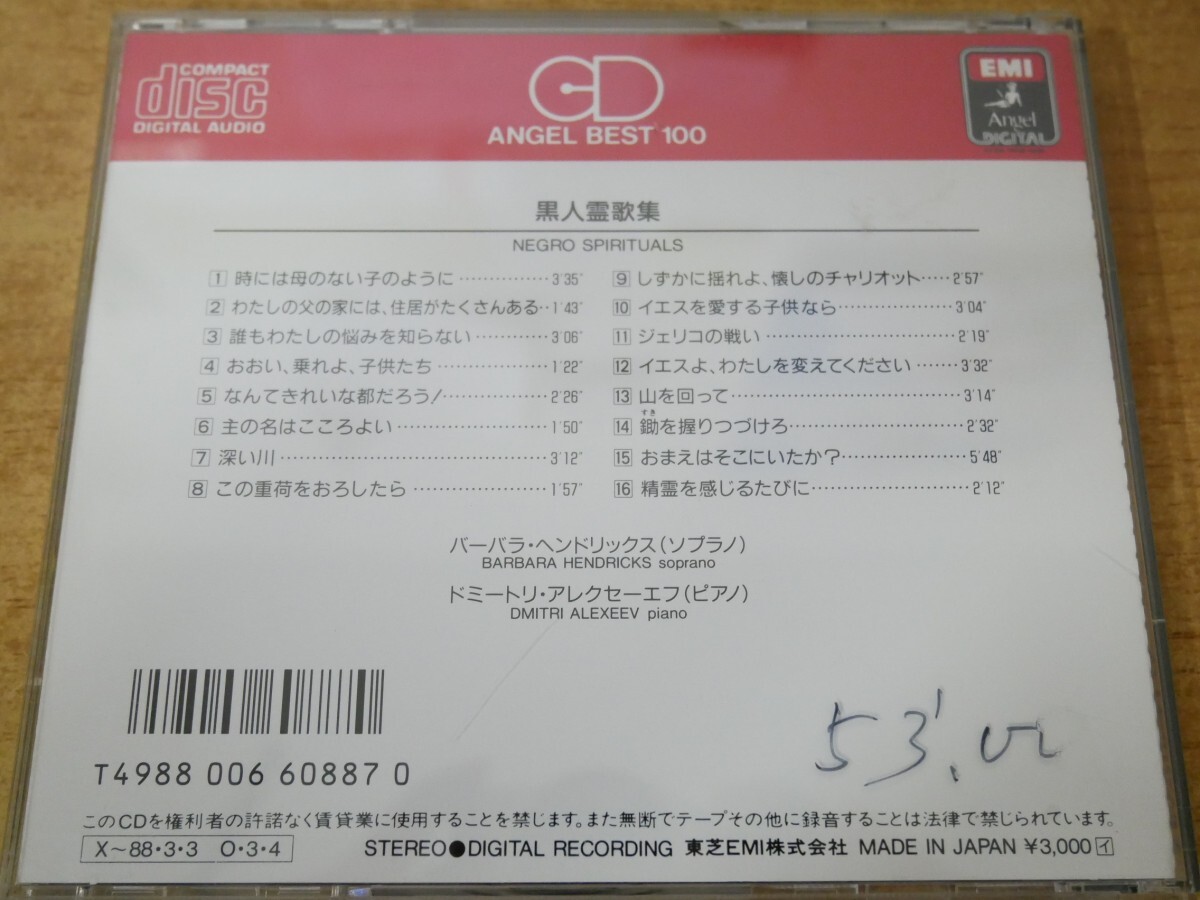 COMPACT
disc
DIGITAL AUDIO
CD
ANGEL BEST 100
EMI
Angel
DIGITAL
黒人霊歌集
NEGRO SPIRITUALS
1 時には母のない子のように 3'35"
2 わたしの父の家には、住居がたくさんある 1'43"
3 誰もわたしの悩みを知らない 3'06"
4 おおい、乗れよ、子供たち 1'22"
5 なんてきれいな都だろう! 2'26"
6 主の名はこころよい 1'50"
7 深い川 3'12"
8 この重荷をおろしたら 1'57"
9 しずかに揺れよ、懐しのチャリオット 2'57"
10 イエスを愛する子供なら 3'04"
11 ジェリコの戦い 2'19"
12 イエスよ、わたしを変えてください 3'32"
13 山を回って 3'14"
すき
14 鋤を握りつづけろ 2'32"
15 おまえはそこにいたか? 5'48"
16 精霊を感じるたびに 2'12"
バーバラ・ヘンドリックス(ソプラノ)
BARBARA HENDRICKS soprano
ドミートリ・アレクセーエフ(ピアノ)
DMITRI ALEXEEV piano
T4988 006 60887 0
このCDを権利者の許諾なく賃貸業に使用することを禁じます。また無断でテープその他に録音することは法律で禁じられています。
X～88・3・3 O・3・4
STEREO●DIGITAL RECORDING 東芝EMI株式会社 MADE IN JAPAN ¥3,000 イ